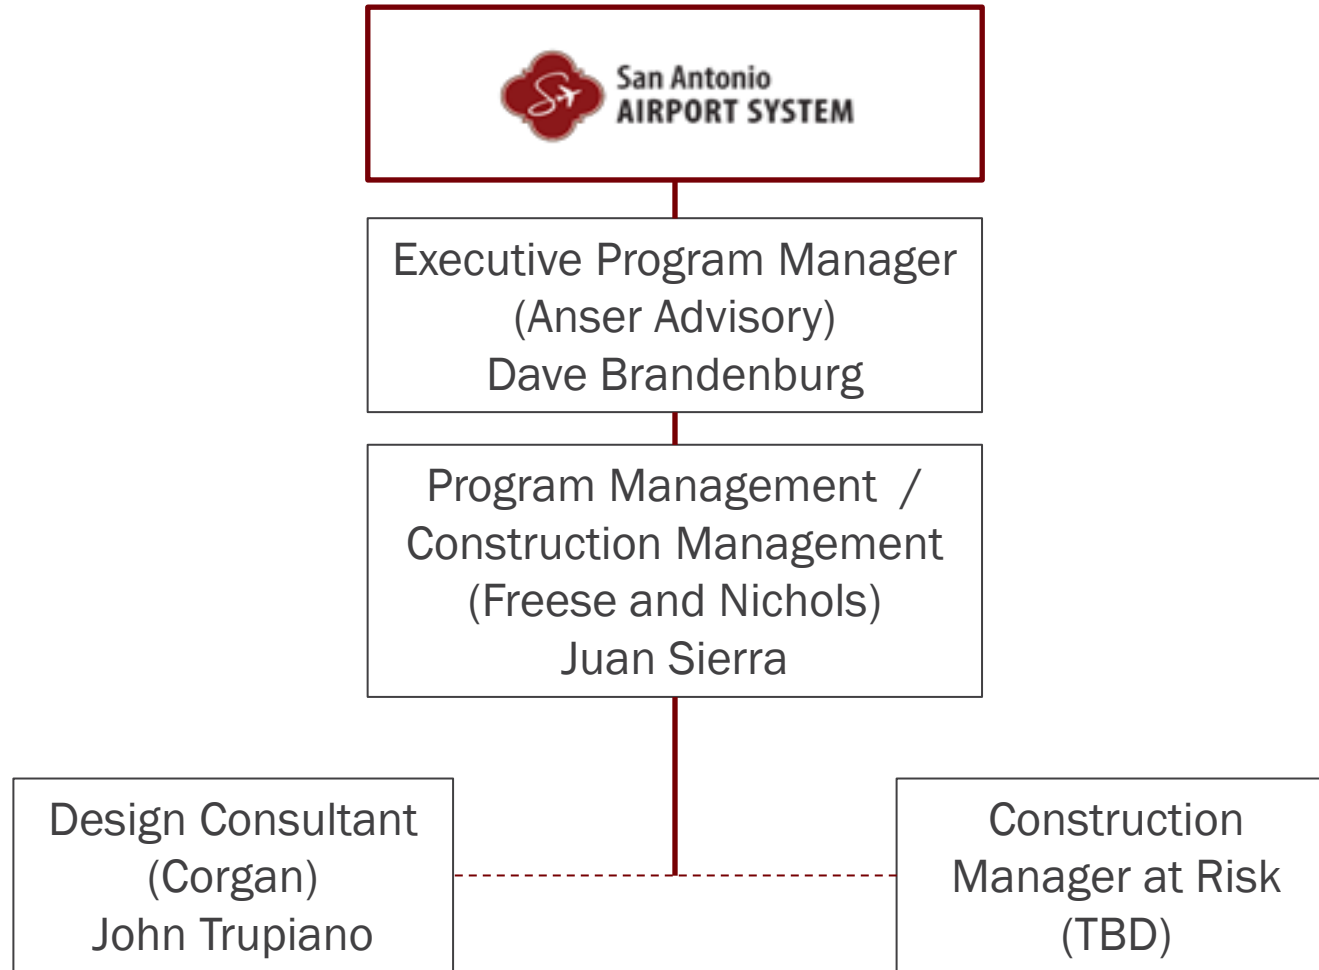 San Antonio
AIRPORT SYSTEM
Executive Program Manager
(Anser Advisory)
Dave Brandenburg
Program Management /
Construction Management
(Freese and Nichols)
Juan Sierra
Design Consultant
(Corgan)
John Trupiano
Construction
Manager at Risk
(TBD)